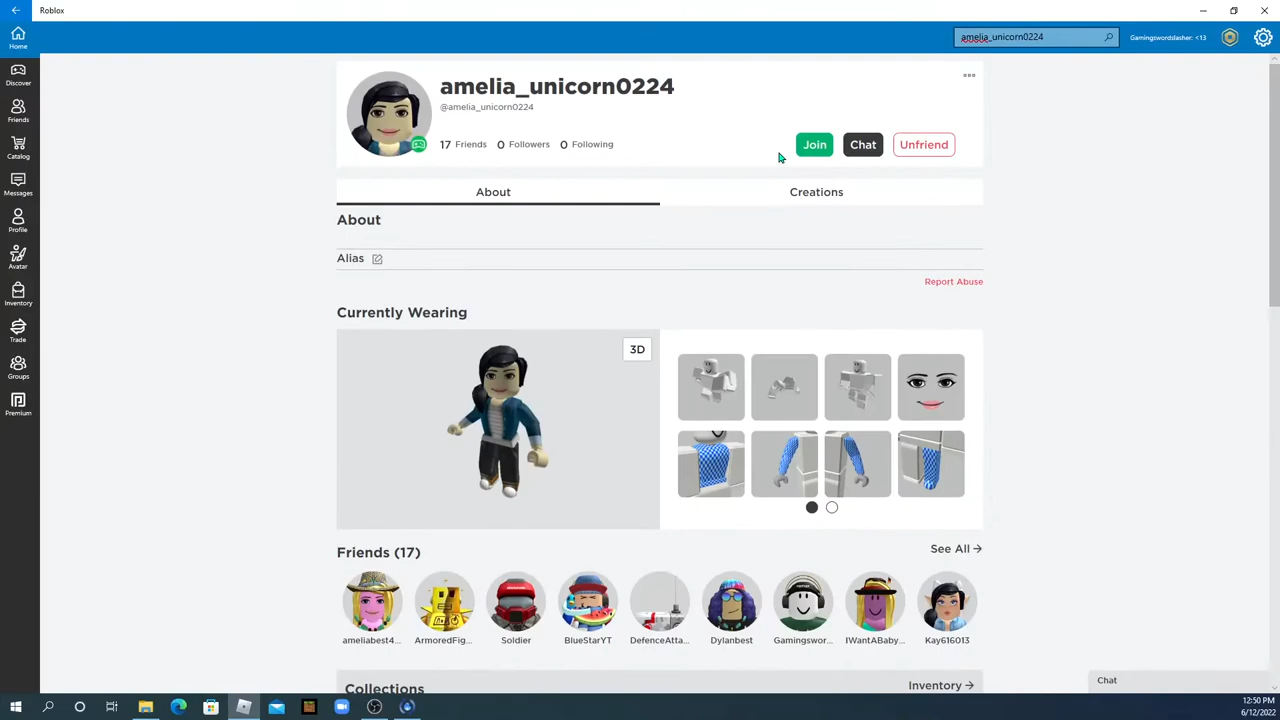 Roblox
Home
Discover
Friends
Catalog
Messages
Profile
Avatar
Inventory
Trade
Groups
Premium
amelia_unicorn0224
Gamingswordslasher: <13
amelia_unicorn0224
@amelia_unicorn0224
17 Friends 0 Followers 0 Following
Join Chat Unfriend
About Creations
About
Alias
Report Abuse
Currently Wearing
3D
Friends (17)
See All →
ameliabest4... ArmoredFig... Soldier BlueStarYT DefenceAtta... Dylanbest Gamingswor... IWantABaby... Kay616013
Collections
Inventory →
Chat
12:50 PM
6/12/2022